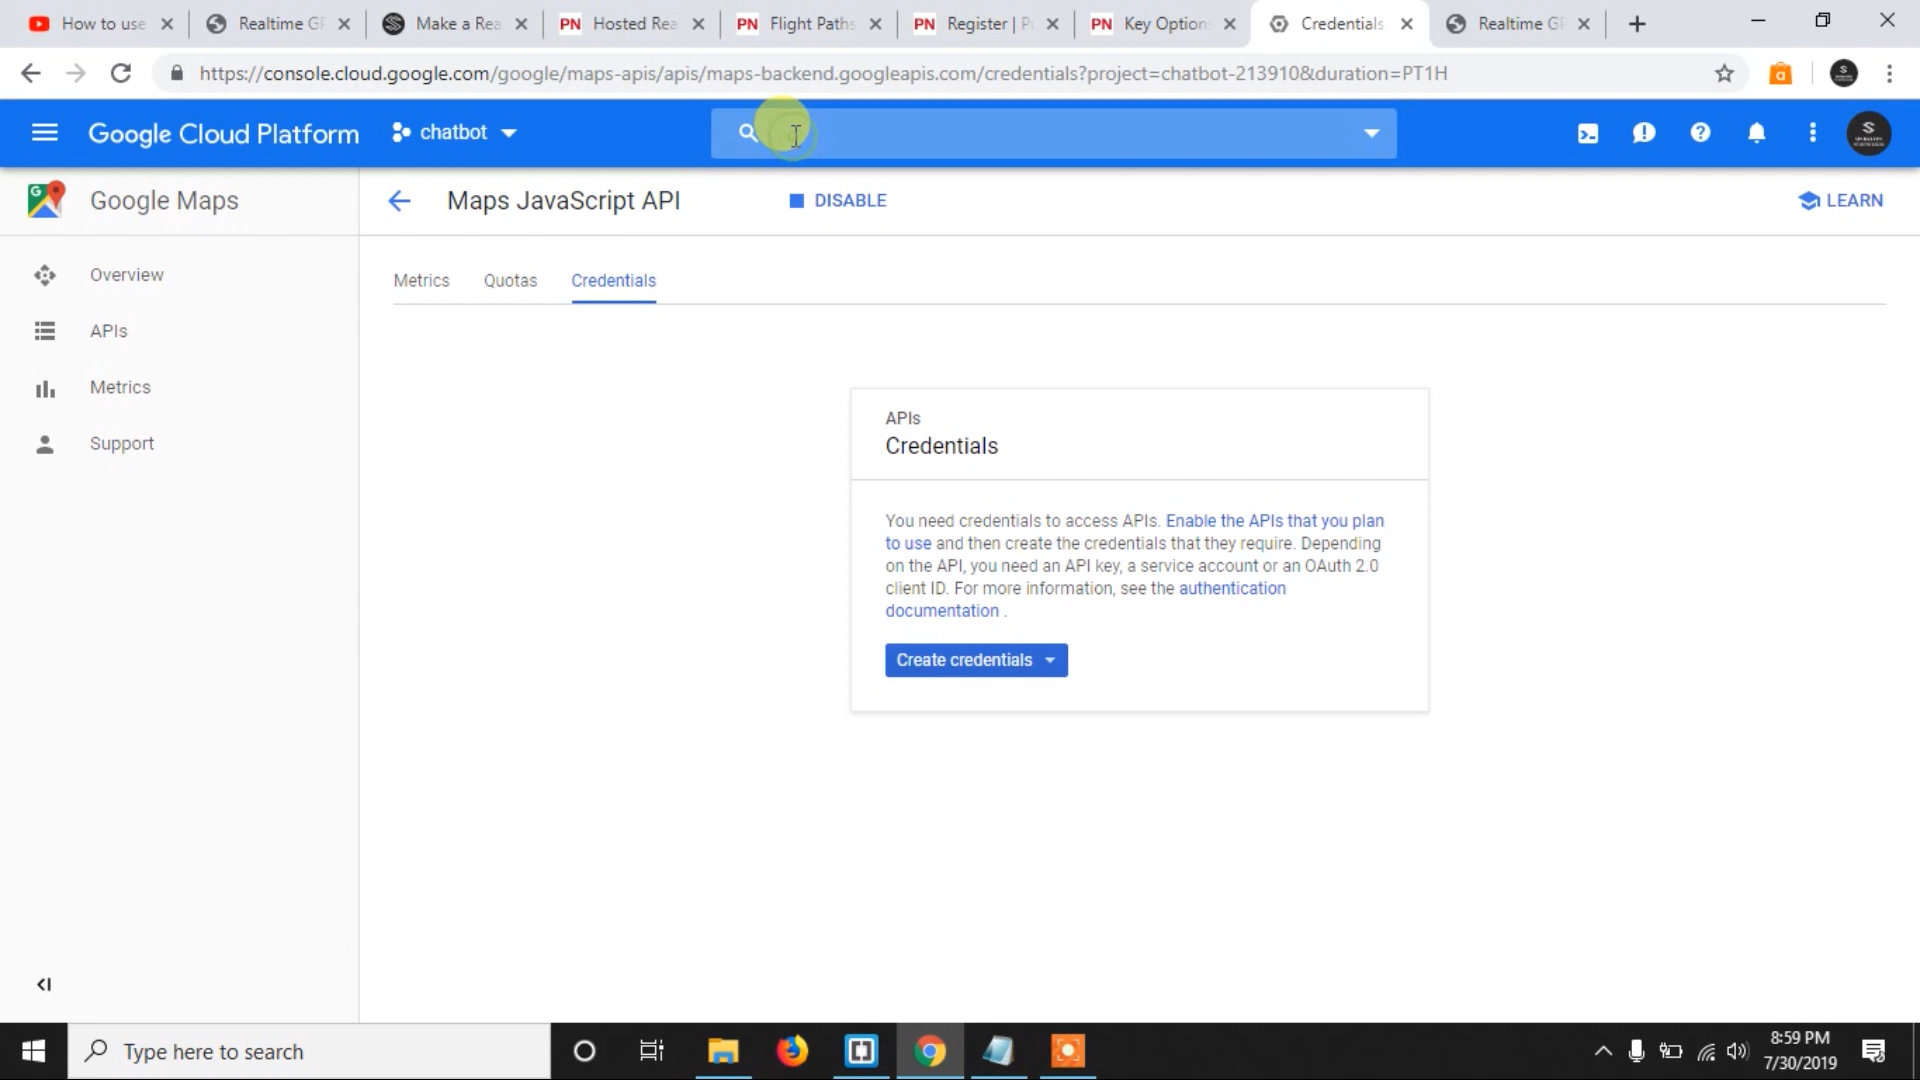 How to use
Realtime GP
Make a Rea
PN Hosted Rea
PN Flight Paths
PN Register | P
PN Key Option
Credentials
Realtime GP
https://console.cloud.google.com/google/maps-apis/apis/maps-backend.googleapis.com/credentials?project=chatbot-213910&duration=PT1H
Google Cloud Platform
chatbot
Google Maps
Maps JavaScript API
DISABLE
LEARN
Overview
APIs
Metrics
Support
Metrics
Quotas
Credentials
APIs
Credentials
You need credentials to access APIs. Enable the APIs that you plan
to use and then create the credentials that they require. Depending
on the API, you need an API key, a service account or an OAuth 2.0
client ID. For more information, see the authentication
documentation .
Create credentials
Type here to search
8:59 PM
7/30/2019